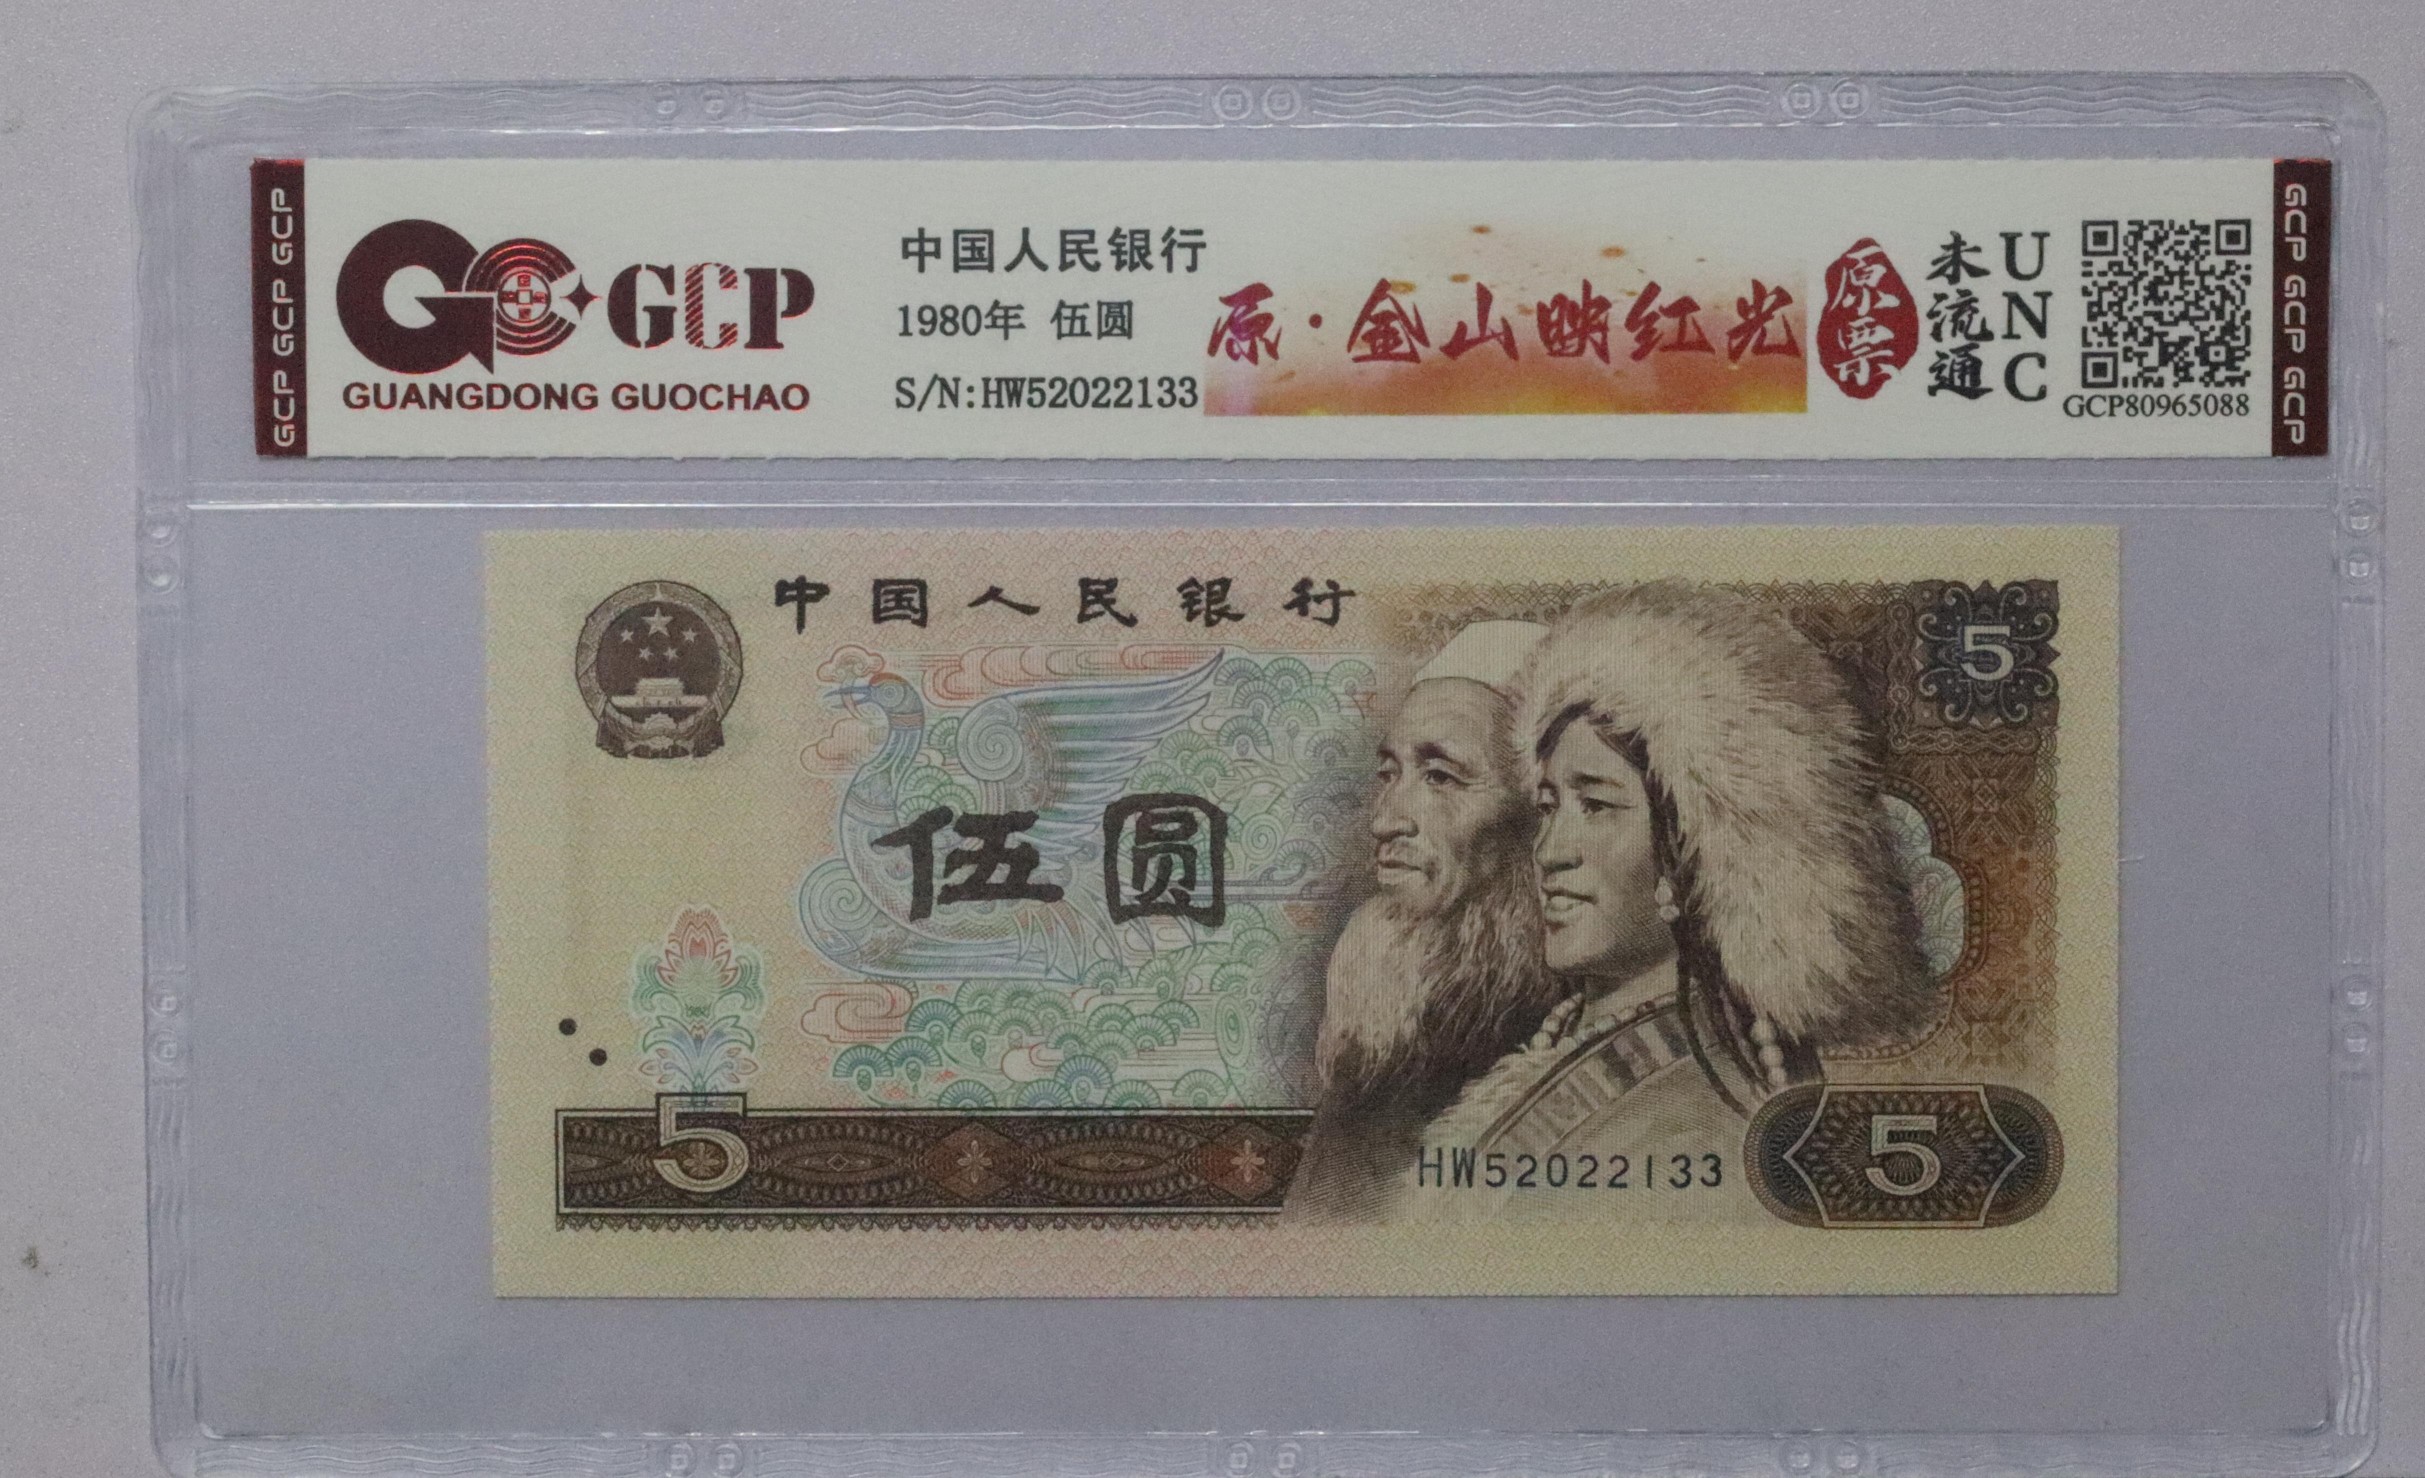 GCP GCP GCP
GCP
GUANGDONG GUOCHAO
中国人民银行
1980年 伍圆
S/N:HW52022133
原·金山映红光
原票
未流通
UNC
GCP80965088
GCP GCP GCP
中国人民银行
5
伍圆
5
HW52022133
5